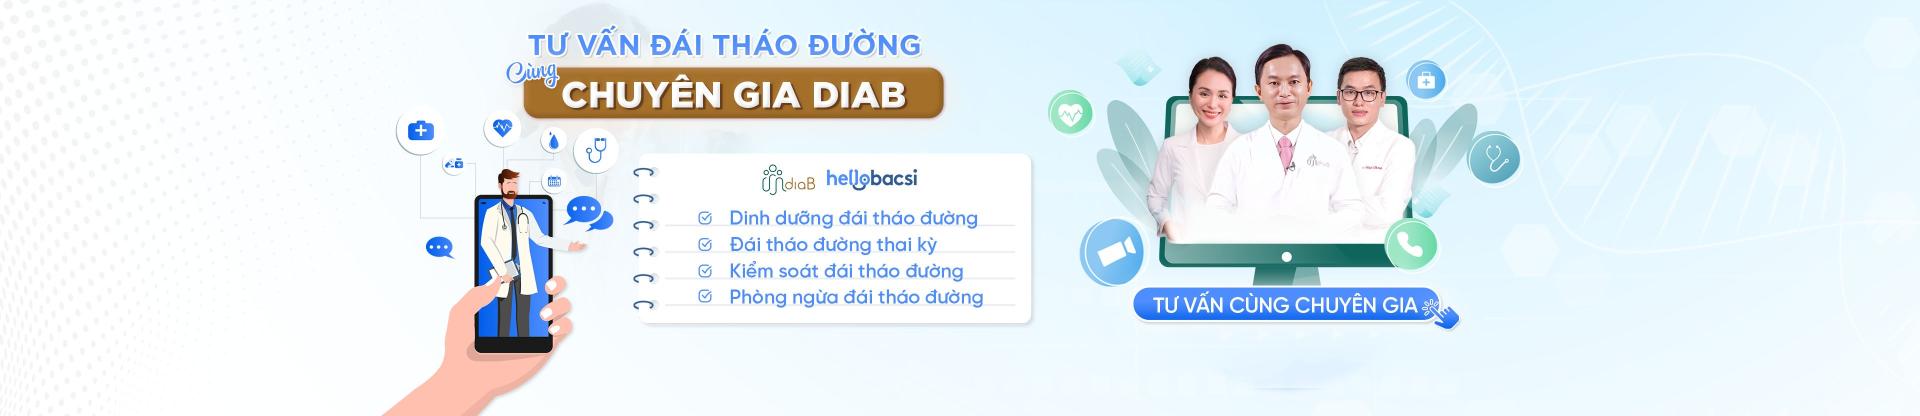 TƯ VẤN ĐÁI THÁO ĐƯỜNG
Cùng
CHUYÊN GIA DIAB
diaB hellobacsi
Dinh dưỡng đái tháo đường
Đái tháo đường thai kỳ
Kiểm soát đái tháo đường
Phòng ngừa đái tháo đường
TƯ VẤN CÙNG CHUYÊN GIA